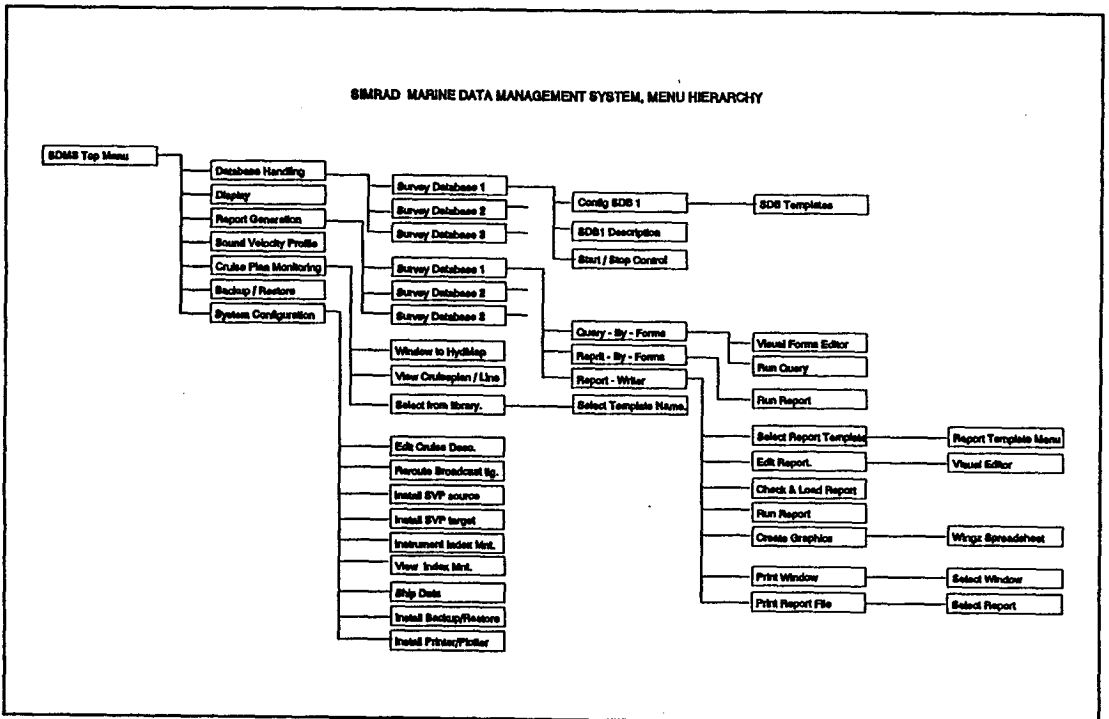 SIMRAD MARINE DATA MANAGEMENT SYSTEM, MENU HIERARCHY
SDMS Top Menu
Database Handling
Display
Report Generation
Sound Velocity Profile
Cruise Plan Monitoring
Backup / Restore
System Configuration
Survey Database 1
Survey Database 2
Survey Database 3
Survey Database 1
Survey Database 2
Survey Database 2
Window to HydMap
View Cruiseplan / Line
Select from library.
Edit Cruise Desc.
Reroute Broadcast tlg.
Install SVP source
Install SVP target
Instrument Index Mnt.
View Index Mnt.
Ship Data
Install Backup/Restore
Install Printer/Plotter
Config SDB 1
SDB1 Description
Start / Stop Control
Query - By - Forms
Reprit - By - Forms
Report - Writer
Select Template Name.
SDB Templates
Visual Forms Editor
Run Query
Run Report
Select Report Template
Edit Report.
Check & Load Report
Run Report
Create Graphics
Print Window
Print Report File
Report Template Menu
Visual Editor
Wingz Spreadsheet
Select Window
Select Report